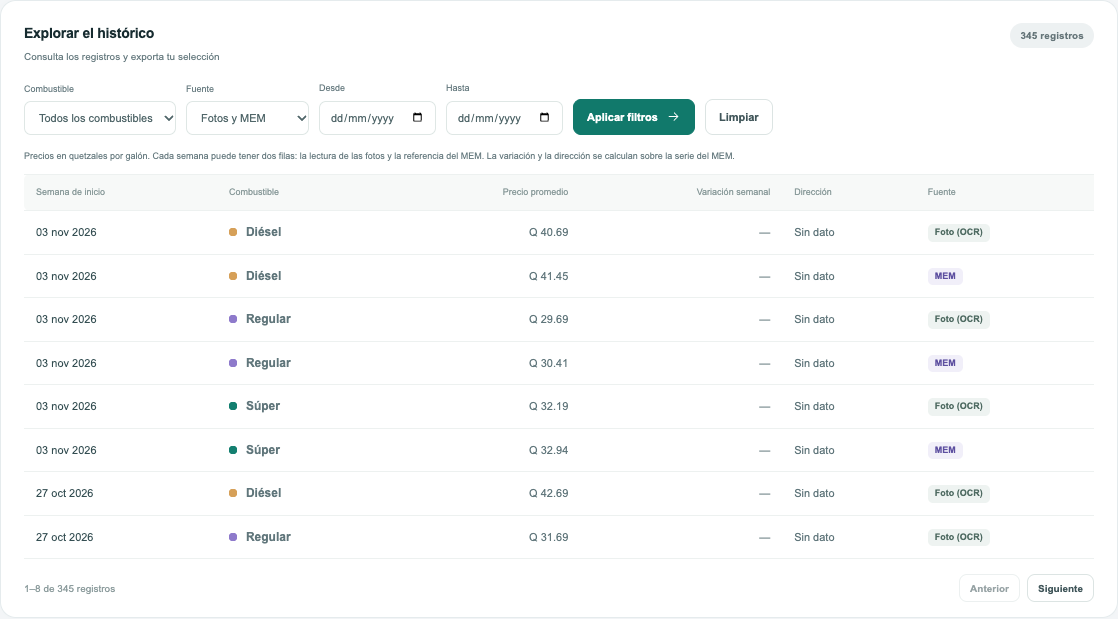 Explorar el histórico
345 registros
Consulta los registros y exporta tu selección
Combustible Fuente Desde Hasta
Todos los combustibles Fotos y MEM dd/mm/yyyy dd/mm/yyyy Aplicar filtros → Limpiar
Precios en quetzales por galón. Cada semana puede tener dos filas: la lectura de las fotos y la referencia del MEM. La variación y la dirección se calculan sobre la serie del MEM.
Semana de inicio Combustible Precio promedio Variación semanal Dirección Fuente
03 nov 2026 Diésel Q 40.69 — Sin dato Foto (OCR)
03 nov 2026 Diésel Q 41.45 — Sin dato MEM
03 nov 2026 Regular Q 29.69 — Sin dato Foto (OCR)
03 nov 2026 Regular Q 30.41 — Sin dato MEM
03 nov 2026 Súper Q 32.19 — Sin dato Foto (OCR)
03 nov 2026 Súper Q 32.94 — Sin dato MEM
27 oct 2026 Diésel Q 42.69 — Sin dato Foto (OCR)
27 oct 2026 Regular Q 31.69 — Sin dato Foto (OCR)
1–8 de 345 registros Anterior Siguiente